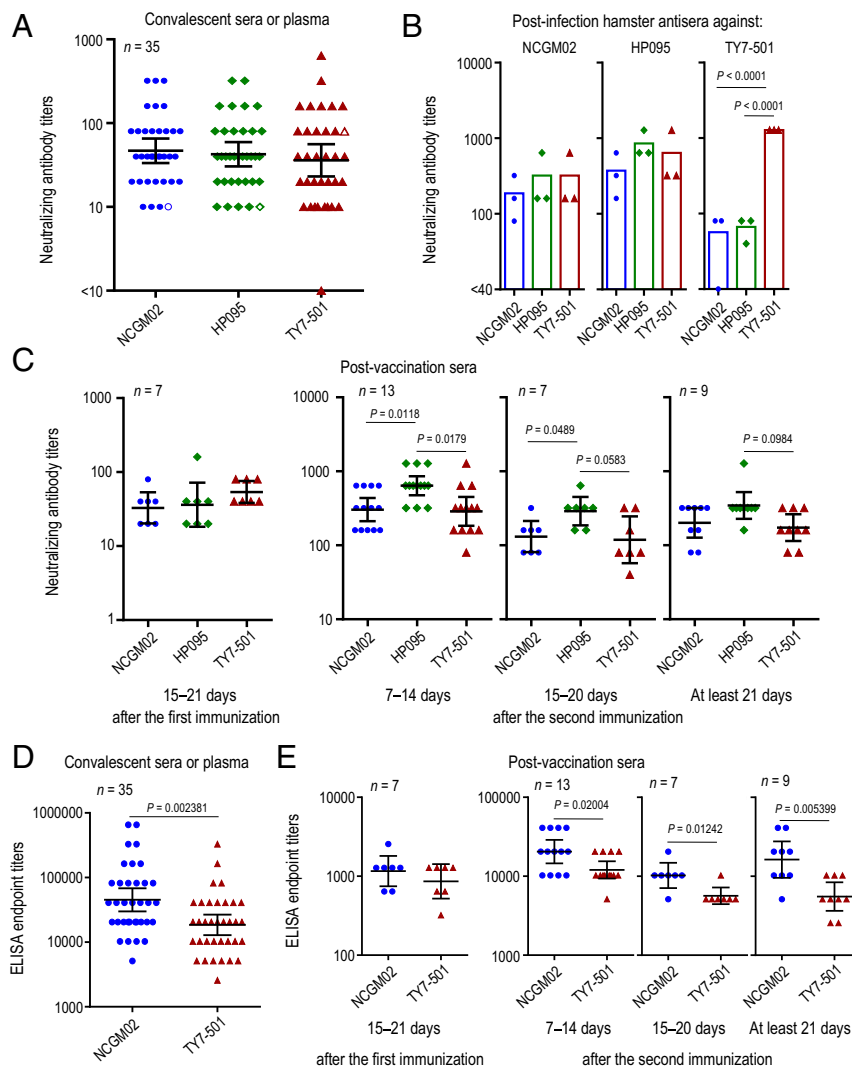 A
Convalescent sera or plasma
n = 35
Neutralizing antibody titers
1000
100
10
<10
NCGM02
HP095
TY7-501
B
Post-infection hamster antisera against:
NCGM02
HP095
TY7-501
Neutralizing antibody titers
10000
1000
100
<40
P < 0.0001
P < 0.0001
NCGM02
HP095
TY7-501
NCGM02
HP095
TY7-501
NCGM02
HP095
TY7-501
C
Post-vaccination sera
Neutralizing antibody titers
1000
100
10
1
n = 7
NCGM02
HP095
TY7-501
15–21 days
after the first immunization
10000
1000
100
10
n = 13
P = 0.0118
P = 0.0179
NCGM02
HP095
TY7-501
7–14 days
n = 7
P = 0.0489
P = 0.0583
NCGM02
HP095
TY7-501
15–20 days
n = 9
P = 0.0984
NCGM02
HP095
TY7-501
At least 21 days
after the second immunization
D
Convalescent sera or plasma
n = 35
P = 0.002381
ELISA endpoint titers
1000000
100000
10000
1000
NCGM02
TY7-501
E
Post-vaccination sera
ELISA endpoint titers
10000
1000
100
n = 7
NCGM02
TY7-501
15–21 days
after the first immunization
100000
10000
1000
n = 13
P = 0.02004
NCGM02
TY7-501
7–14 days
n = 7
P = 0.01242
NCGM02
TY7-501
15–20 days
n = 9
P = 0.005399
NCGM02
TY7-501
At least 21 days
after the second immunization